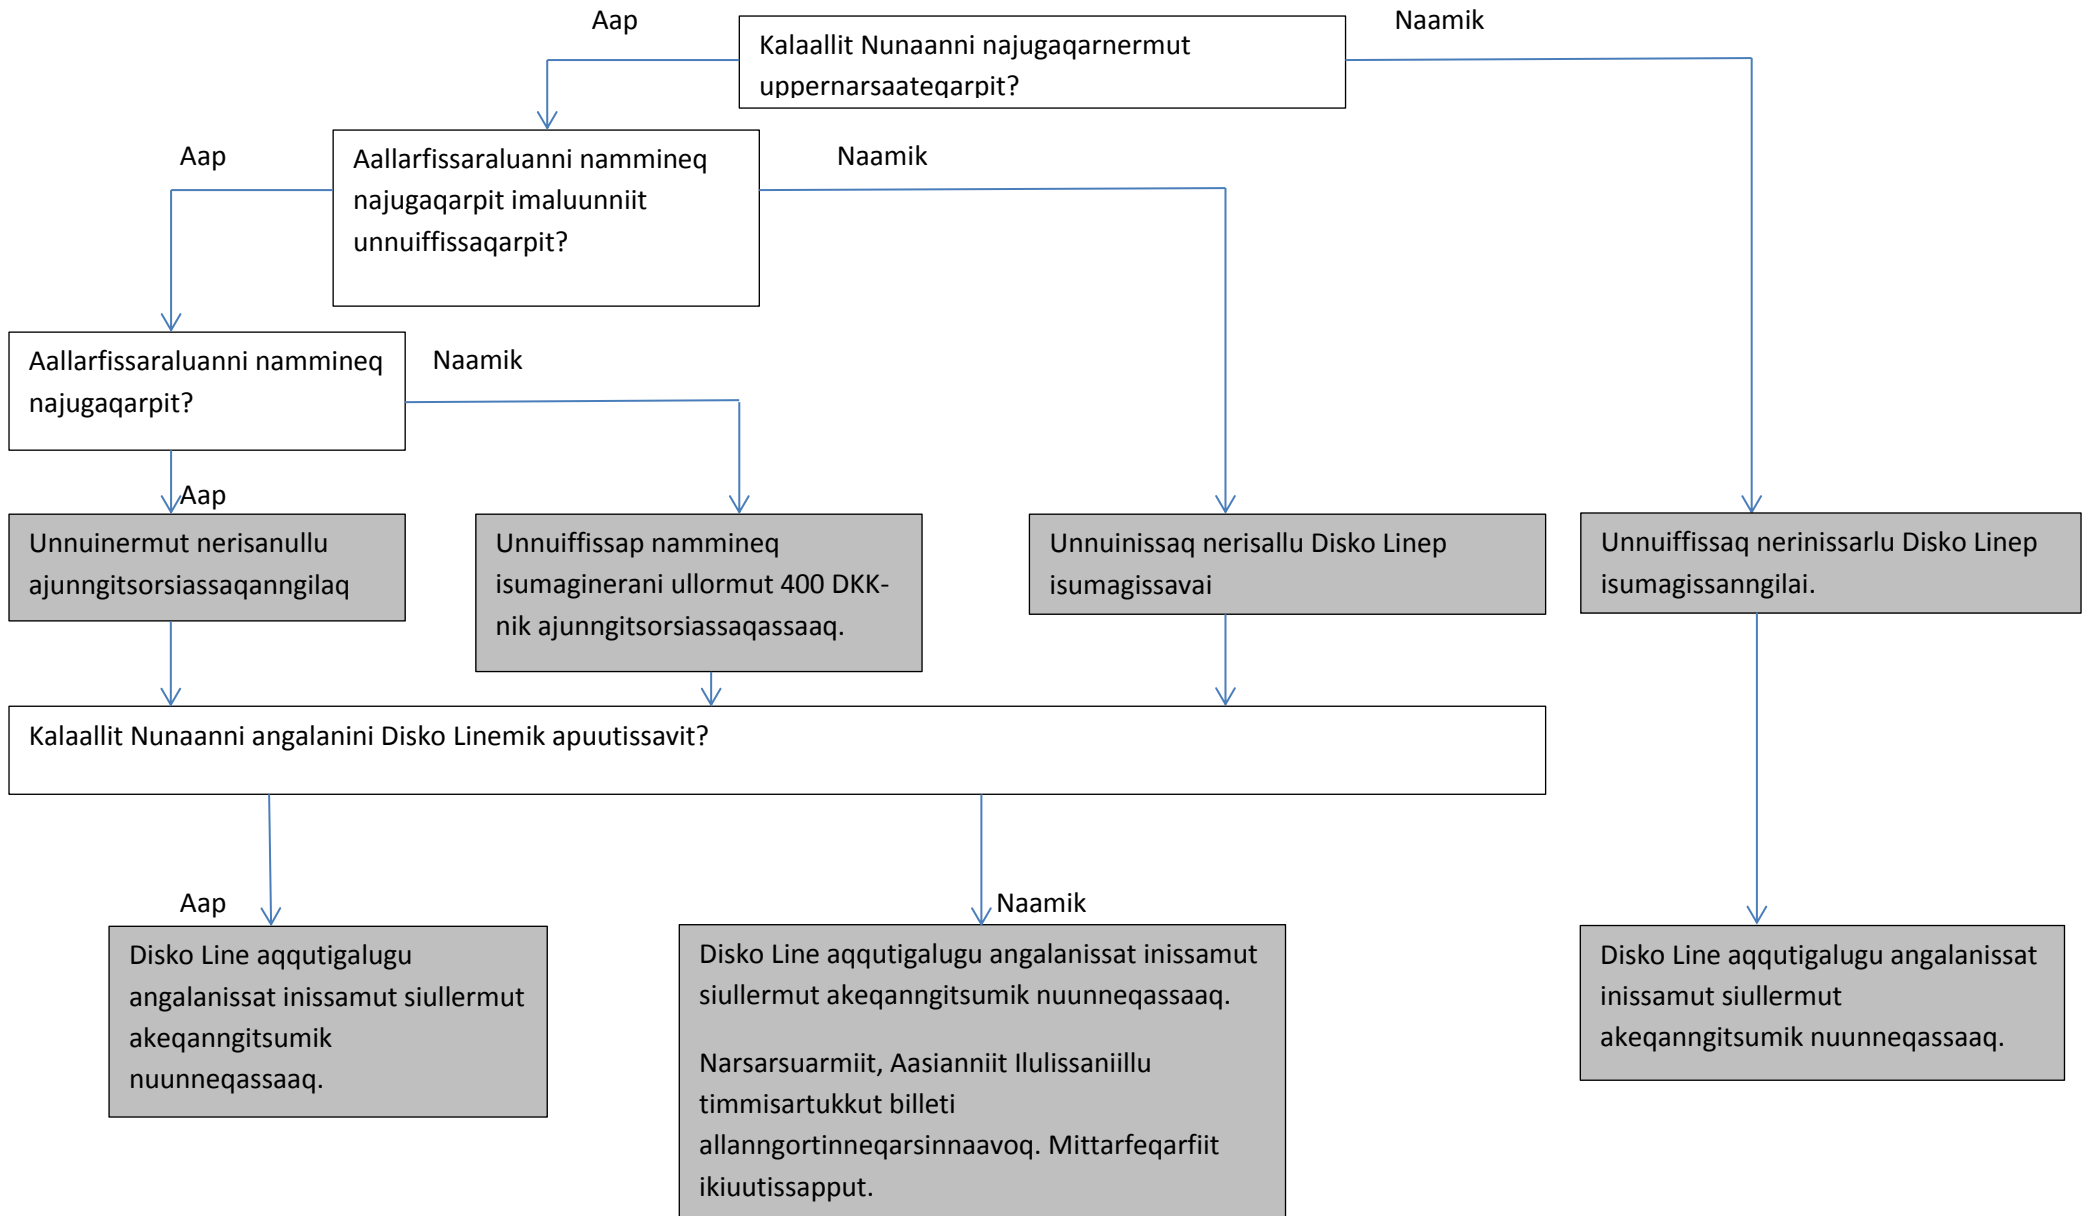 Aap
Naamik
Kalaallit Nunaanni najugaqarnermut
uppernarsaateqarpit?
Aap
Aallarfissaraluanni nammineq
najugaqarpit imaluunniit
unnuiffissaqarpit?
Naamik
Aallarfissaraluanni nammineq
najugaqarpit?
Naamik
Aap
Unnuinermut nerisanullu
ajunngitsorsiassaqanngilaq
Unnuiffissap nammineq
isumaginerani ullormut 400 DKK-
nik ajunngitsorsiassaqassaaq.
Unnuinissaq nerisallu Disko Linep
isumagissavai
Unnuiffissaq nerinissarlu Disko Linep
isumagissanngilai.
Kalaallit Nunaanni angalanini Disko Linemik apuutissavit?
Aap
Naamik
Disko Line aqqutigalugu
angalanissat inissamut siullermut
akeqanngitsumik
nuunneqassaaq.
Disko Line aqqutigalugu angalanissat inissamut
siullermut akeqanngitsumik nuunneqassaaq.
Narsarsuarmiit, Aasianniit Ilulissaniillu
timmisartukkut billeti
allanngortinneqarsinnaavoq. Mittarfeqarfiit
ikiuutissapput.
Disko Line aqqutigalugu angalanissat
inissamut siullermut
akeqanngitsumik nuunneqassaaq.